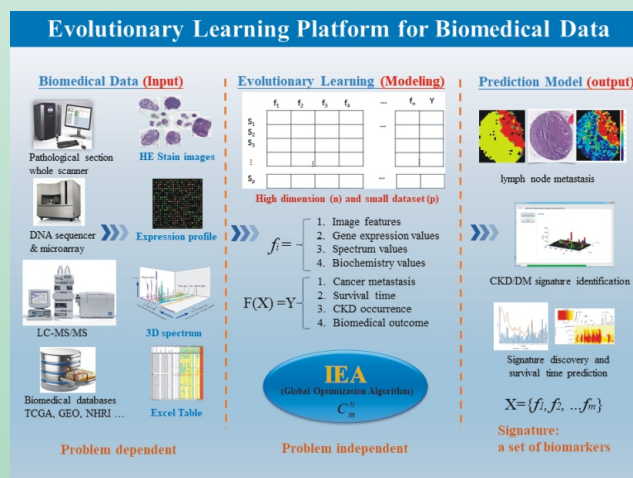 Evolutionary Learning Platform for Biomedical Data
Biomedical Data (Input)
Pathological section
whole scanner
HE Stain images
DNA sequencer
& microarray
Expression profile
LC-MS/MS
3D spectrum
Biomedical databases
TCGA, GEO, NHRI ...
Excel Table
Problem dependent
Evolutionary Learning (Modeling)
f1 f2 f3 f4 ... fn Y
S1
S2
S3
⋮
Sp ...
High dimension (n) and small dataset(p)
fi=
1. Image features
2. Gene expression values
3. Spectrum values
4. Biochemistry values
F(X)=Y
1. Cancer metastasis
2. Survival time
3. CKD occurrence
4. Biomedical outcome
IEA
(Global Optimization Algorithm)
C n m
Problem independent
Prediction Model (output)
lymph node metastasis
CKD/DM signature identification
Signature discovery and
survival time prediction
X={f1, f2, ...fm}
Signature:
a set of biomarkers